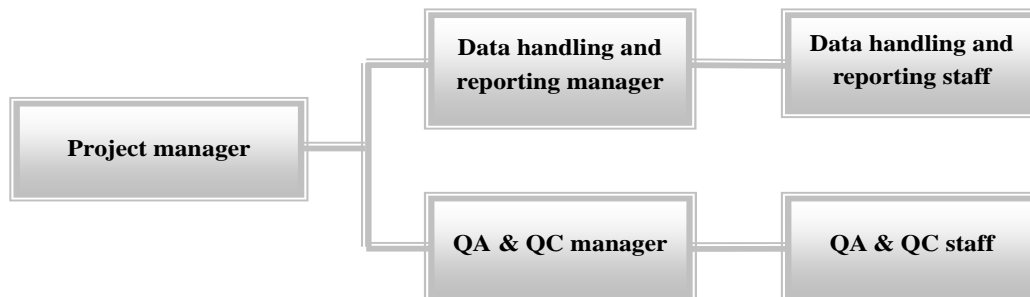 Data handling and
reporting manager
Data handling and
reporting staff
Project manager
QA & QC manager
QA & QC staff